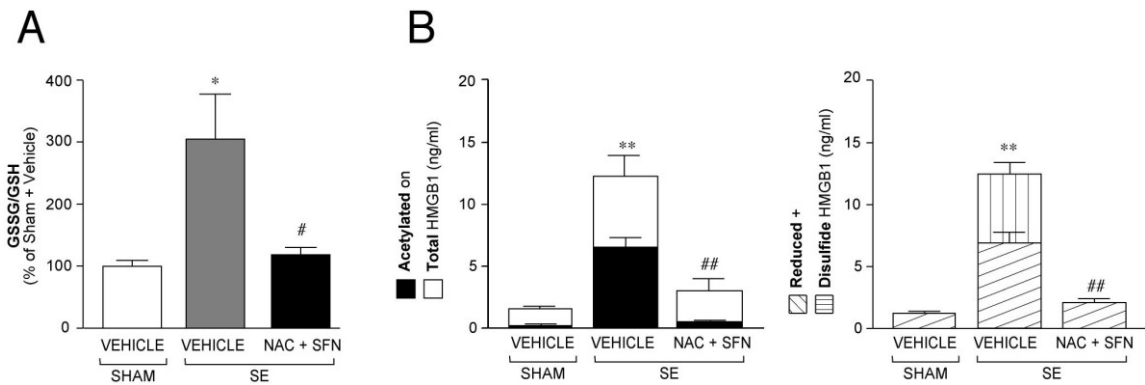 A
B
400
300
200
100
0
GSSG/GSH
(% of Sham + Vehicle)
*
#
VEHICLE
VEHICLE
NAC + SFN
SHAM
SE
20
15
10
5
0
Acetylated on
Total HMGB1 (ng/ml)
**
##
VEHICLE
VEHICLE
NAC + SFN
SHAM
SE
20
15
10
5
0
Reduced +
Disulfide HMGB1 (ng/ml)
**
##
VEHICLE
VEHICLE
NAC + SFN
SHAM
SE